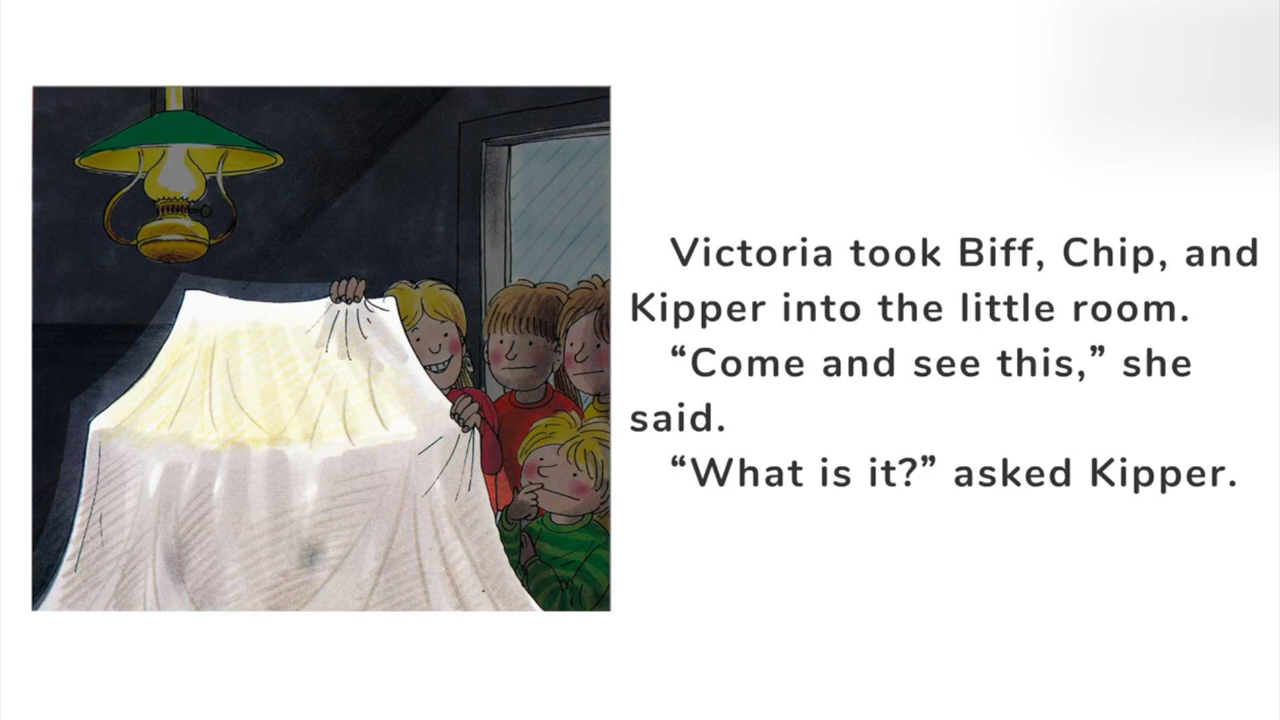 Victoria took Biff, Chip, and
Kipper into the little room.
“Come and see this,” she
said.
“What is it?” asked Kipper.